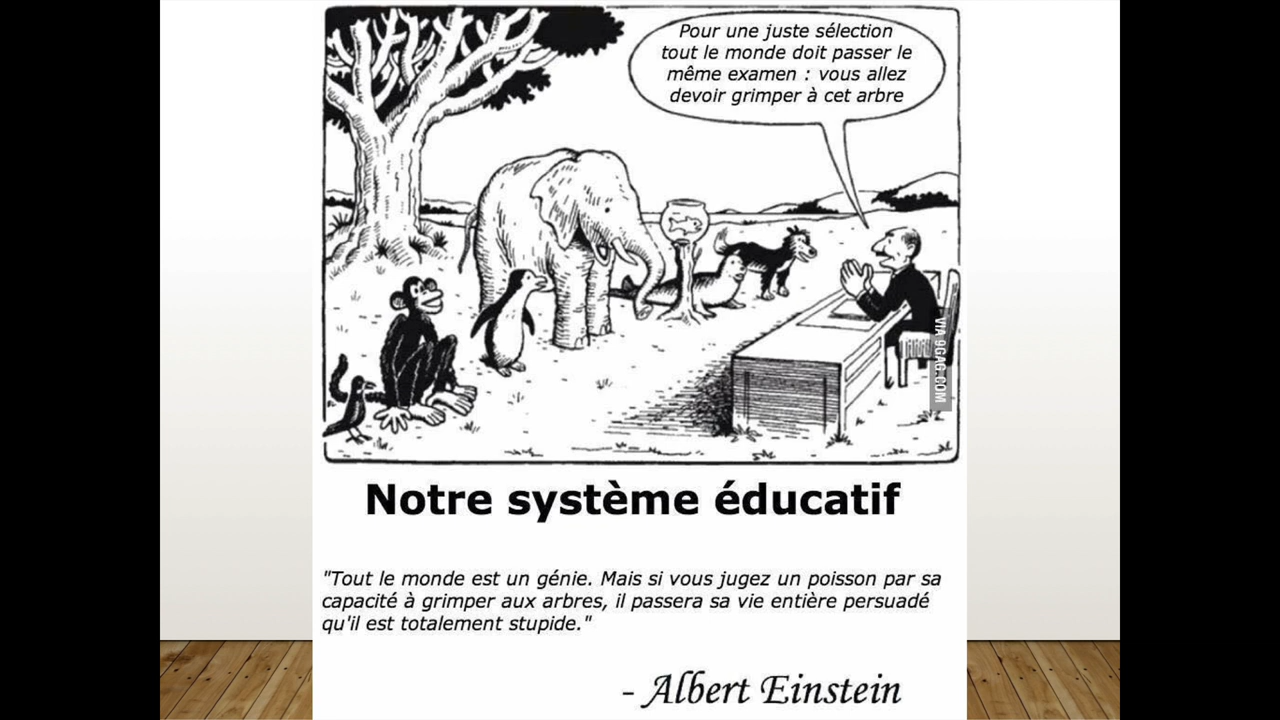 Pour une juste sélection
tout le monde doit passer le
même examen : vous allez
devoir grimper à cet arbre
VIA 9GAG.COM
Notre système éducatif
"Tout le monde est un génie. Mais si vous jugez un poisson par sa
capacité à grimper aux arbres, il passera sa vie entière persuadé
qu'il est totalement stupide."
- Albert Einstein